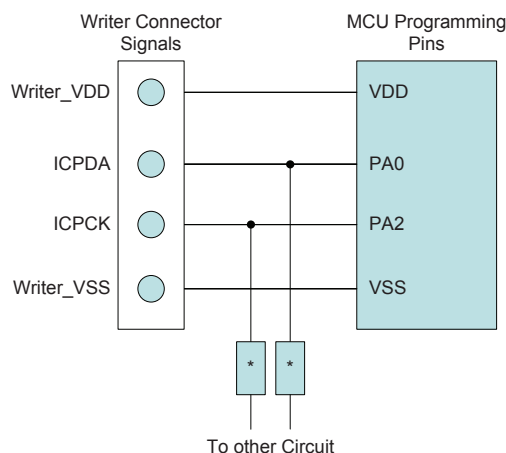 Writer Connector
Signals
MCU Programming
Pins
Writer_VDD
VDD
ICPDA
PA0
ICPCK
PA2
Writer_VSS
VSS
*
*
To other Circuit